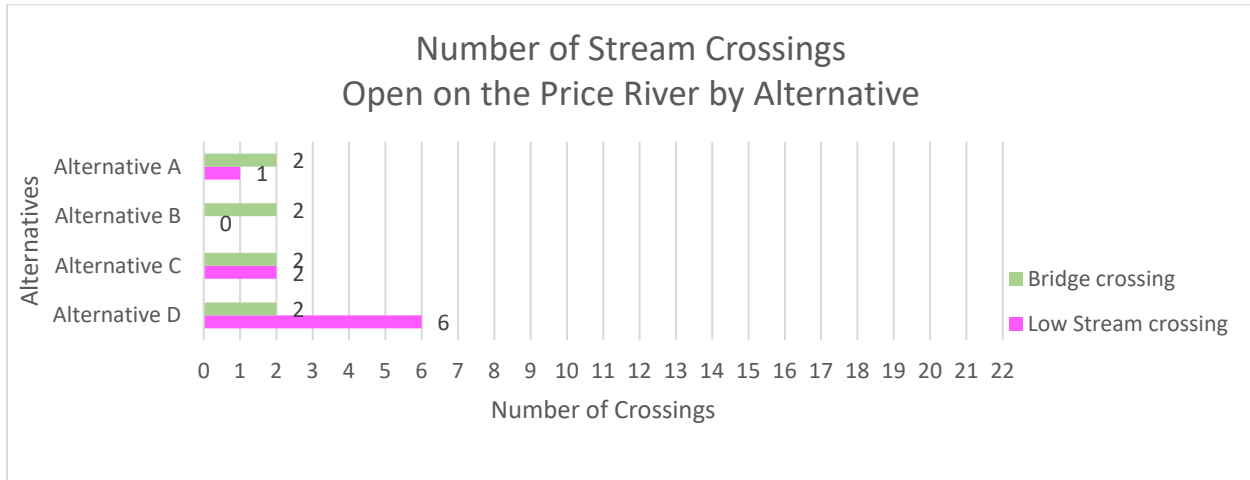 Number of Stream Crossings
Open on the Price River by Alternative
Alternatives
Alternative A
2
1
Alternative B
2
0
Alternative C
2
2
Alternative D
2
6
Bridge crossing
Low Stream crossing
0 1 2 3 4 5 6 7 8 9 10 11 12 13 14 15 16 17 18 19 20 21 22
Number of Crossings